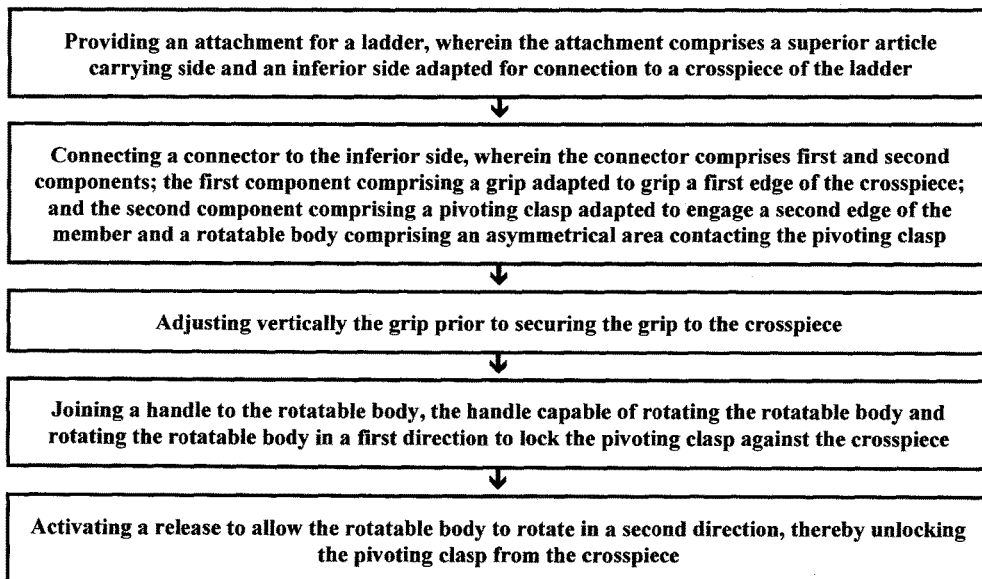 Providing an attachment for a ladder, wherein the attachment comprises a superior article
carrying side and an inferior side adapted for connection to a crosspiece of the ladder
Connecting a connector to the inferior side, wherein the connector comprises first and second
components; the first component comprising a grip adapted to grip a first edge of the crosspiece;
and the second component comprising a pivoting clasp adapted to engage a second edge of the
member and a rotatable body comprising an asymmetrical area contacting the pivoting clasp
Adjusting vertically the grip prior to securing the grip to the crosspiece
Joining a handle to the rotatable body, the handle capable of rotating the rotatable body and
rotating the rotatable body in a first direction to lock the pivoting clasp against the crosspiece
Activating a release to allow the rotatable body to rotate in a second direction, thereby unlocking
the pivoting clasp from the crosspiece